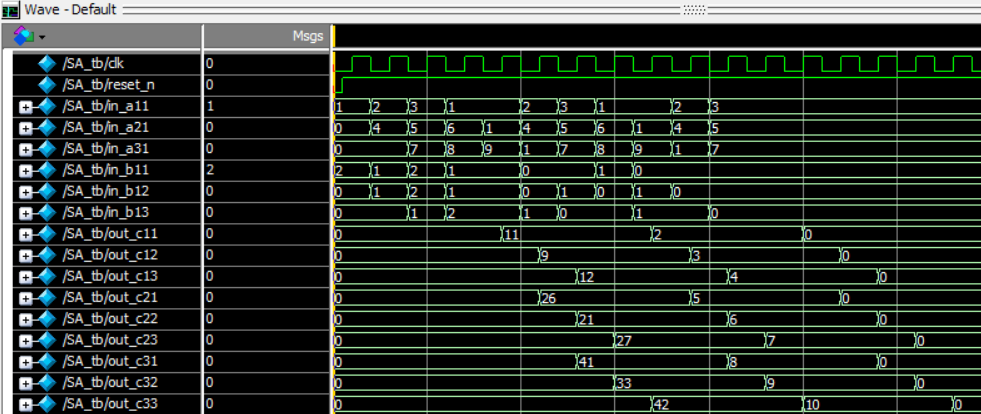 Wave - Default
Msgs
/SA_tb/clk 0
/SA_tb/reset_n 0
/SA_tb/in_a11 1 1 2 3 1 2 3 1 2 3
/SA_tb/in_a21 0 0 4 5 6 1 4 5 6 1 4 5
/SA_tb/in_a31 0 0 7 8 9 1 7 8 9 1 7
/SA_tb/in_b11 2 2 1 2 1 0 1 0
/SA_tb/in_b12 0 0 1 2 1 0 1 0 1 0
/SA_tb/in_b13 0 0 1 2 1 0 1 0
/SA_tb/out_c11 0 0 11 2 0
/SA_tb/out_c12 0 0 9 3 0
/SA_tb/out_c13 0 0 12 4 0
/SA_tb/out_c21 0 0 26 5 0
/SA_tb/out_c22 0 0 21 6 0
/SA_tb/out_c23 0 0 27 7 0
/SA_tb/out_c31 0 0 41 8 0
/SA_tb/out_c32 0 0 33 9 0
/SA_tb/out_c33 0 0 42 10 0